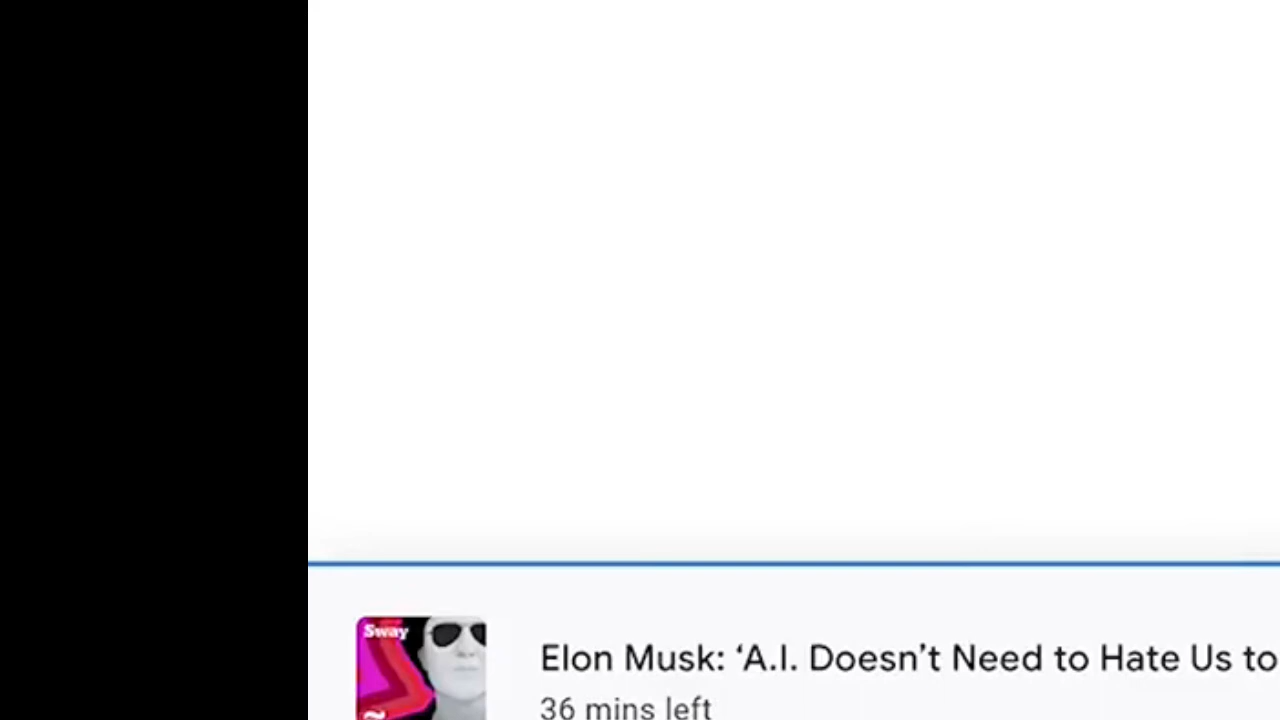 Sway
Elon Musk: ‘A.I. Doesn’t Need to Hate Us to
36 mins left